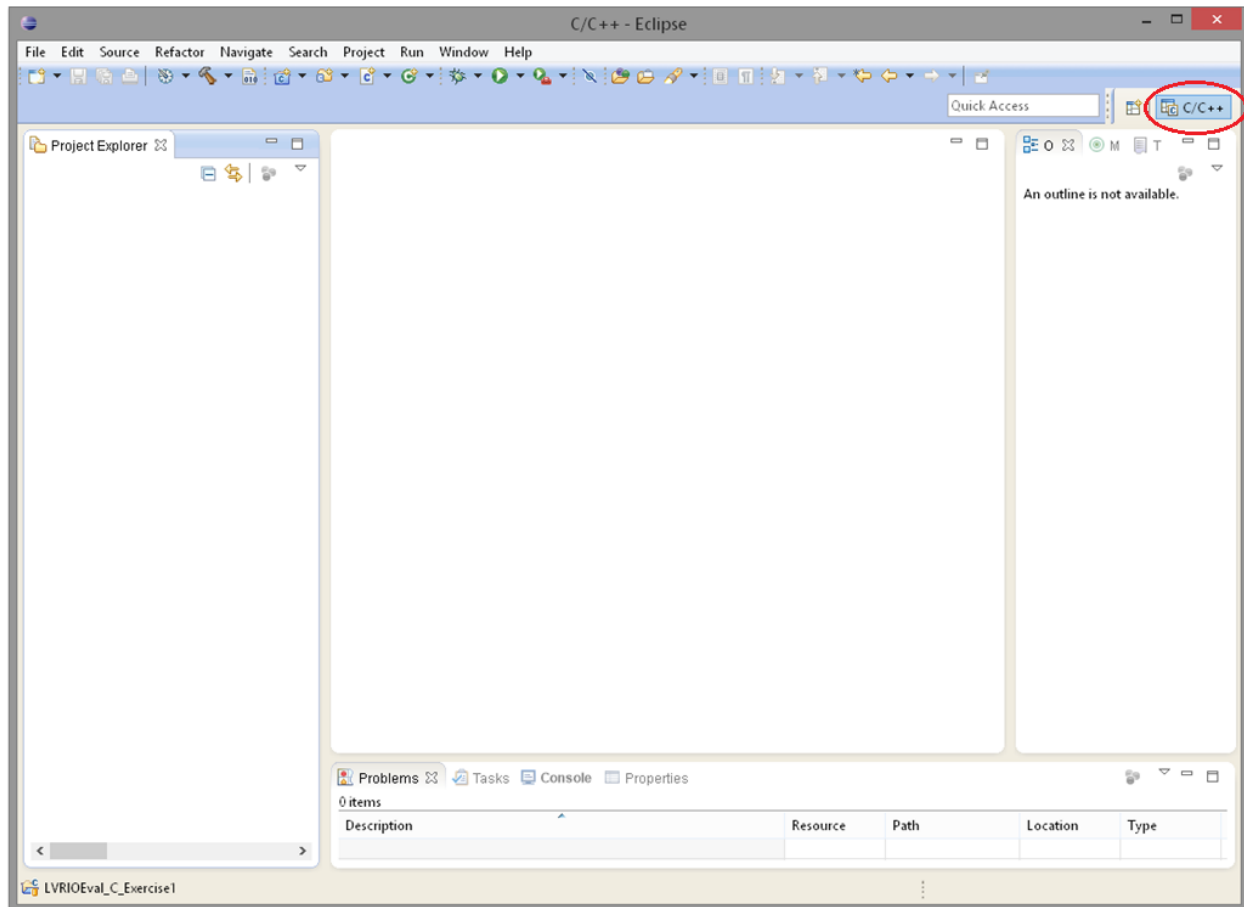 C/C++ - Eclipse
File Edit Source Refactor Navigate Search Project Run Window Help
Quick Access
C/C++
Project Explorer
O M T
An outline is not available.
Problems Tasks Console Properties
0 items
Description Resource Path Location Type
LVRIOEval_C_Exercise1